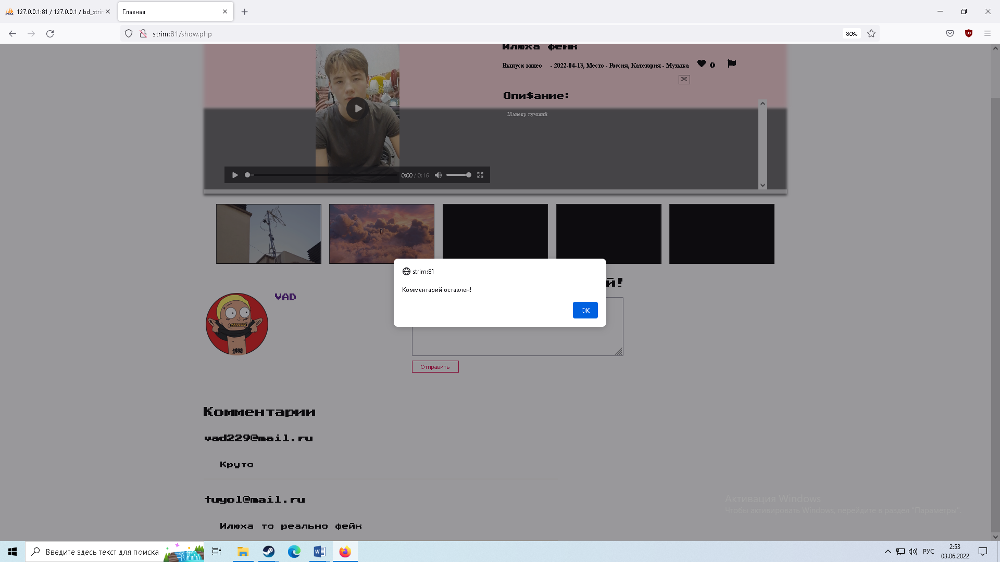 127.0.0.1:81 / 127.0.0.1 / bd_strim
Главная
strim:81/show.php
80%
Илюха фейк
Выпуск видео - 2022-04-13, Место - Россия, Категория - Музыка
0
Опи$ание:
Маневр лучший
0:00 / 0:16
й!
strim:81
Комментарий оставлен!
OK
VAD
Отправить
Комментарии
vad229@mail.ru
Круто
tuyol@mail.ru
Илюха то реально фейк
Активация Windows
Чтобы активировать Windows, перейдите в раздел "Параметры".
Введите здесь текст для поиска
РУС
2:53
03.06.2022